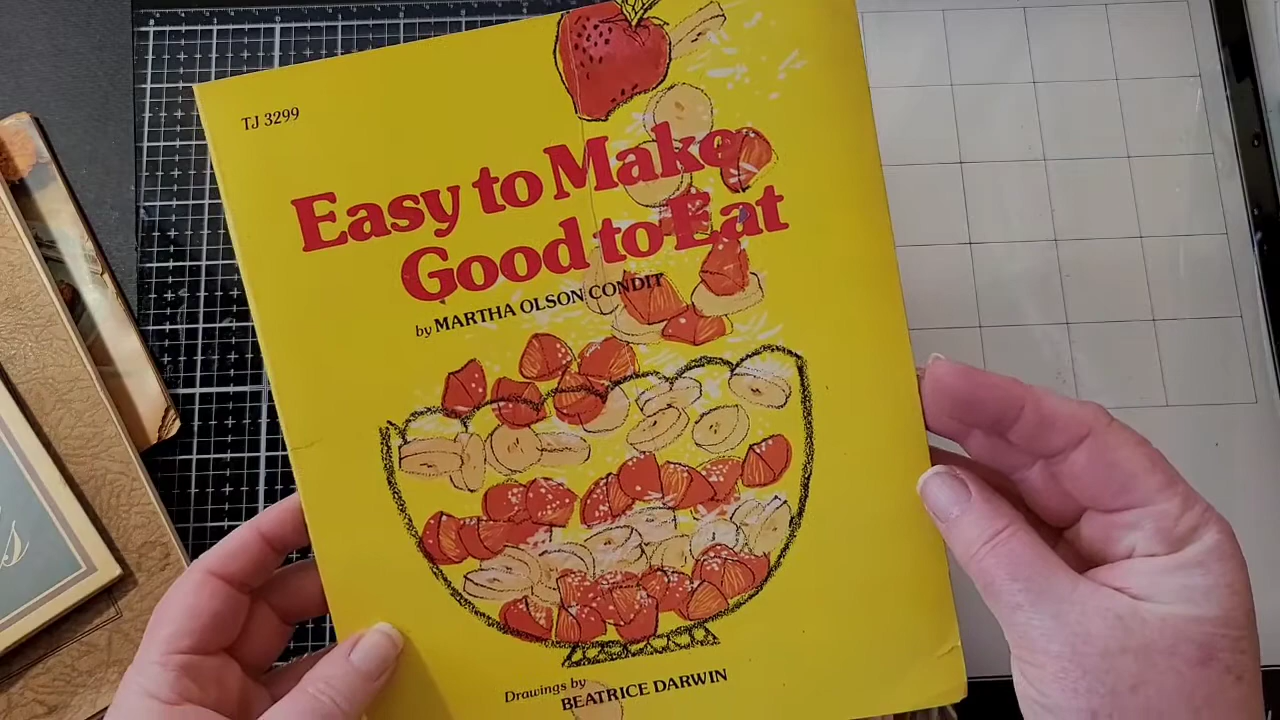 TJ 3299
Easy to Make
Good to Eat
by MARTHA OLSON CONDIT
Drawings by
BEATRICE DARWIN